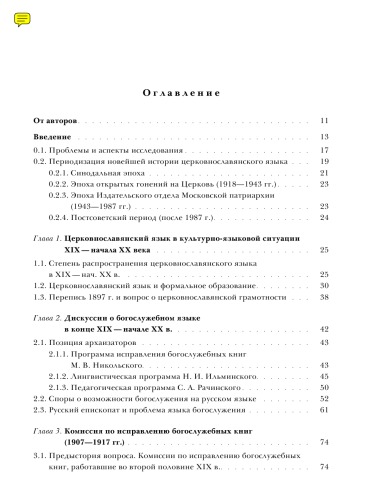 Оглавление
От авторов . . . . . . . . . . . . . . . . . . . . . . . . . . 11
Введение . . . . . . . . . . . . . . . . . . . . . . . . . . 13
0.1. Проблемы и аспекты исследования . . . . . . . . . . . . . . 17
0.2. Периодизация новейшей истории церковнославянского языка . . . 19
0.2.1. Синодальная эпоха . . . . . . . . . . . . . . . . . . 21
0.2.2. Эпоха открытых гонений на Церковь (1918—1943 гг.) . . . . 23
0.2.3. Эпоха Издательского отдела Московской патриархии
(1943—1987 гг.) . . . . . . . . . . . . . . . . . . . . 23
0.2.4. Постсоветский период (после 1987 г.) . . . . . . . . . . . 24
Глава 1. Церковнославянский язык в культурно-языковой ситуации
XIX — начала XX века . . . . . . . . . . . . . . . . . . 25
1.1. Степень распространения церковнославянского языка
в XIX — нач. XX в. . . . . . . . . . . . . . . . . . . . . . 25
1.2. Церковнославянский язык и формальное образование . . . . . . 30
1.3. Перепись 1897 г. и вопрос о церковнославянской грамотности . . . 38
Глава 2. Дискуссии о богослужебном языке
в конце XIX — начале XX в. . . . . . . . . . . . . . . . . 42
2.1. Позиция архаизаторов . . . . . . . . . . . . . . . . . . . 43
2.1.1. Программа исправления богослужебных книг
М. В. Никольского . . . . . . . . . . . . . . . . . . . 43
2.1.2. Лингвистическая программа Н. И. Ильминского . . . . . . . 45
2.1.3. Педагогическая программа С. А. Рачинского . . . . . . . . 50
2.2. Споры о возможности богослужения на русском языке . . . . . . 52
2.3. Русский епископат и проблема языка богослужения . . . . . . . 61
Глава 3. Комиссия по исправлению богослужебных книг
(1907—1917 гг.) . . . . . . . . . . . . . . . . . . . . . 74
3.1. Предыстория вопроса. Комиссии по исправлению богослужебных
книг, работавшие во второй половине XIX в. . . . . . . . . . . 74